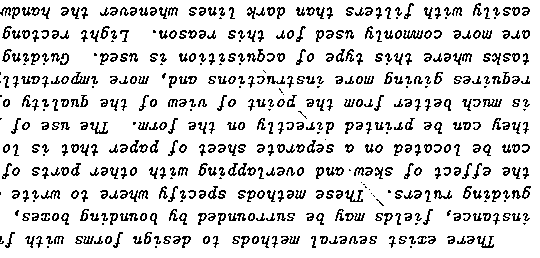 There exist several methods to design forms with fi
instance, fields may be surrounded by bounding boxes,
guiding rulers. These methods specify where to write
the effect of skew and overlapping with other parts of
can be located on a separate sheet of paper that is lo
they can be printed directly on the form. The use of
is much better from the point of view of the quality o
requires giving more instructions and, more importantl
tasks where this type of acquisition is used. Guiding
are more commonly used for this reason. Light rectang
easily with filters than dark lines whenever the handw